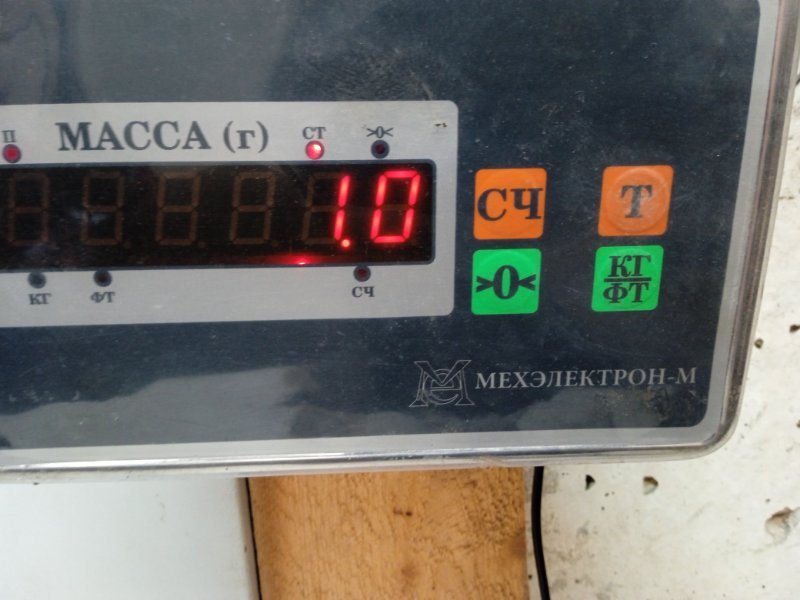 П МАССА (г) СТ >0<
1.0
КГ ФТ СЧ
СЧ Т
>0< КГ
ФТ
МЕХЭЛЕКТРОН-М